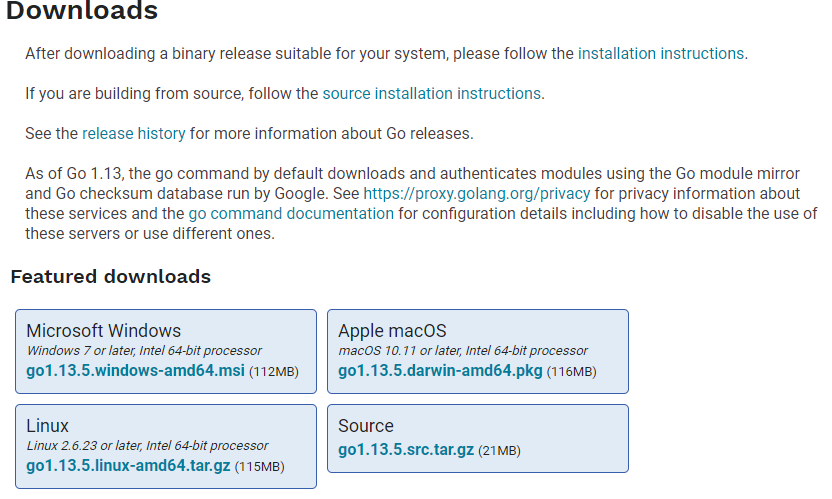 Downloads
After downloading a binary release suitable for your system, please follow the installation instructions.
If you are building from source, follow the source installation instructions.
See the release history for more information about Go releases.
As of Go 1.13, the go command by default downloads and authenticates modules using the Go module mirror
and Go checksum database run by Google. See https://proxy.golang.org/privacy for privacy information about
these services and the go command documentation for configuration details including how to disable the use of
these servers or use different ones.
Featured downloads
Microsoft Windows
Windows 7 or later, Intel 64-bit processor
go1.13.5.windows-amd64.msi (112MB)
Apple macOS
macOS 10.11 or later, Intel 64-bit processor
go1.13.5.darwin-amd64.pkg (116MB)
Linux
Linux 2.6.23 or later, Intel 64-bit processor
go1.13.5.linux-amd64.tar.gz (115MB)
Source
go1.13.5.src.tar.gz (21MB)